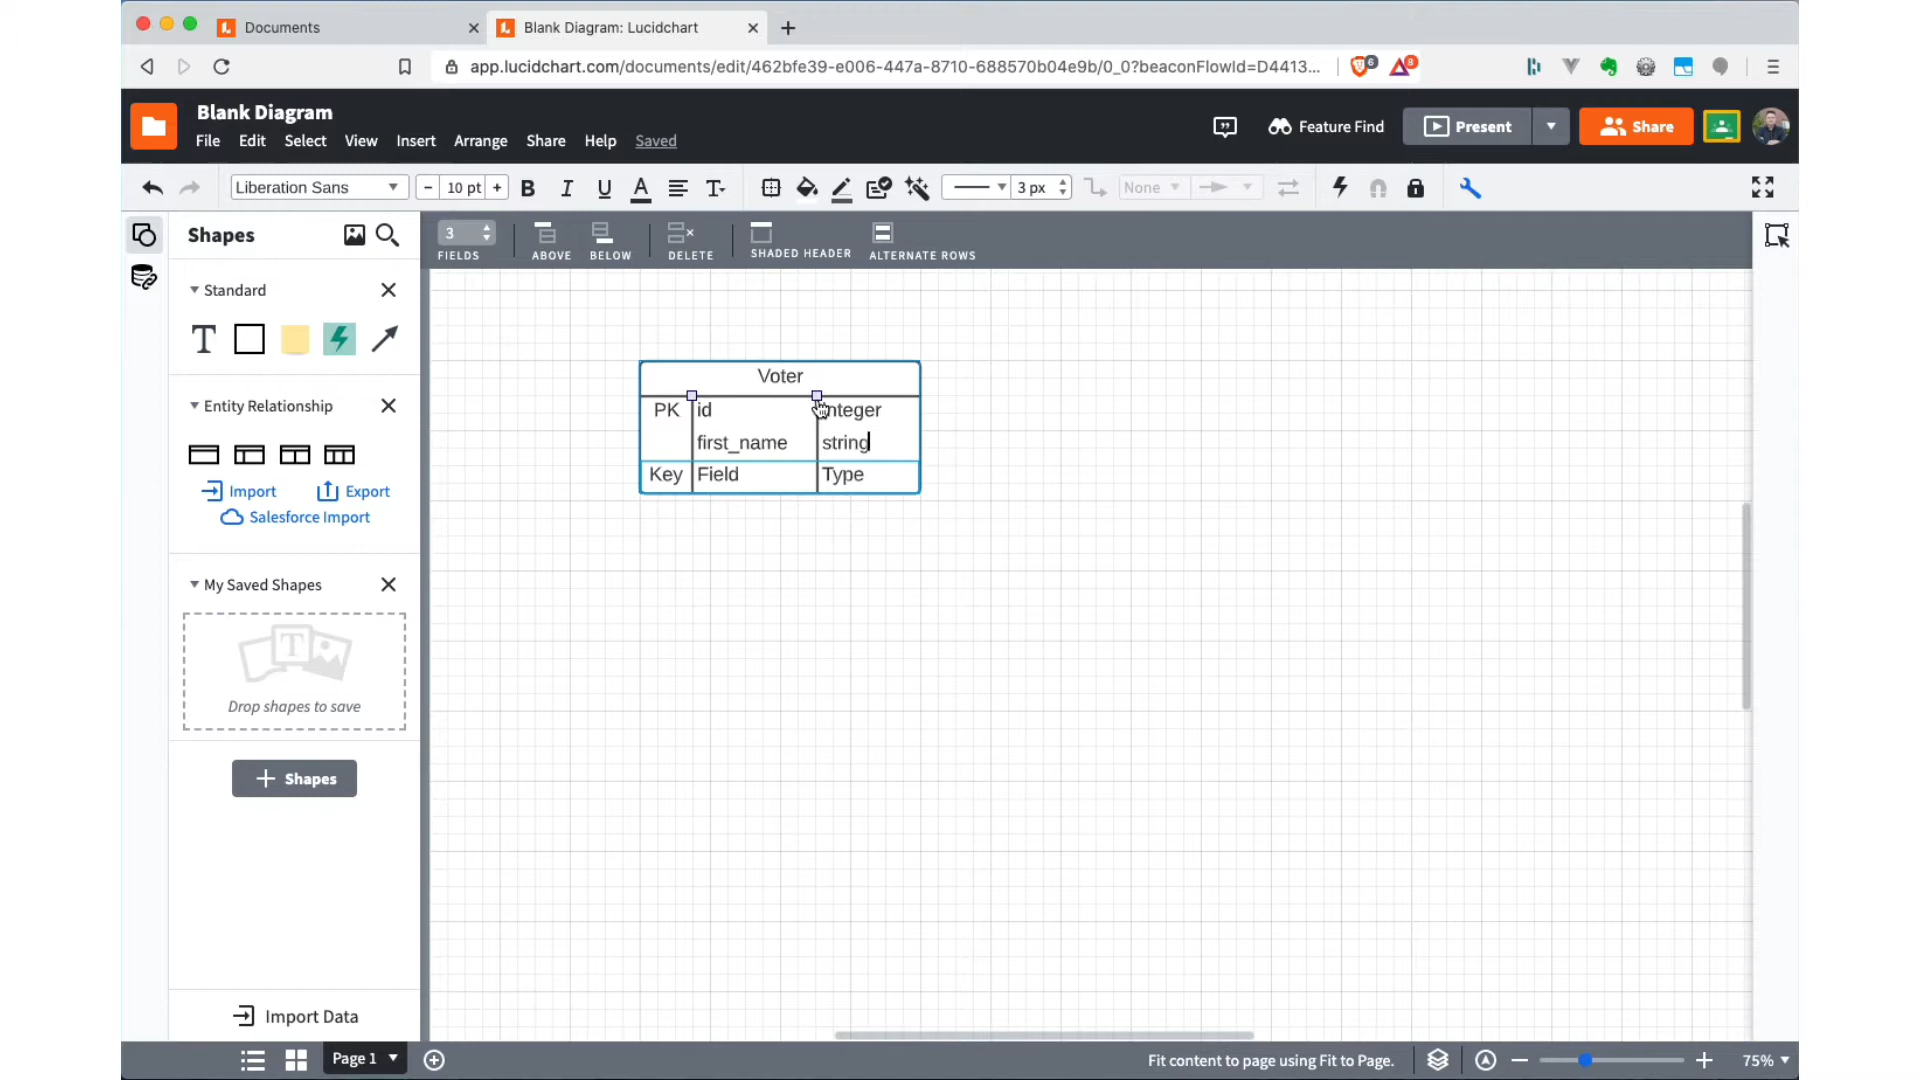 Documents
Blank Diagram: Lucidchart
app.lucidchart.com/documents/edit/462bfe39-e006-447a-8710-688570b04e9b/0_0?beaconFlowId=D4413...
6
8
Blank Diagram
File Edit Select View Insert Arrange Share Help Saved
Feature Find
Present
Share
Liberation Sans
- 10 pt +
B I U A T
3 px
None
Shapes
3
FIELDS
ABOVE
BELOW
DELETE
SHADED HEADER
ALTERNATE ROWS
Standard
T
Entity Relationship
Import
Export
Salesforce Import
My Saved Shapes
T
Drop shapes to save
+ Shapes
Import Data
Voter
PK id integer
first_name string
Key Field Type
Page 1
Fit content to page using Fit to Page.
75%